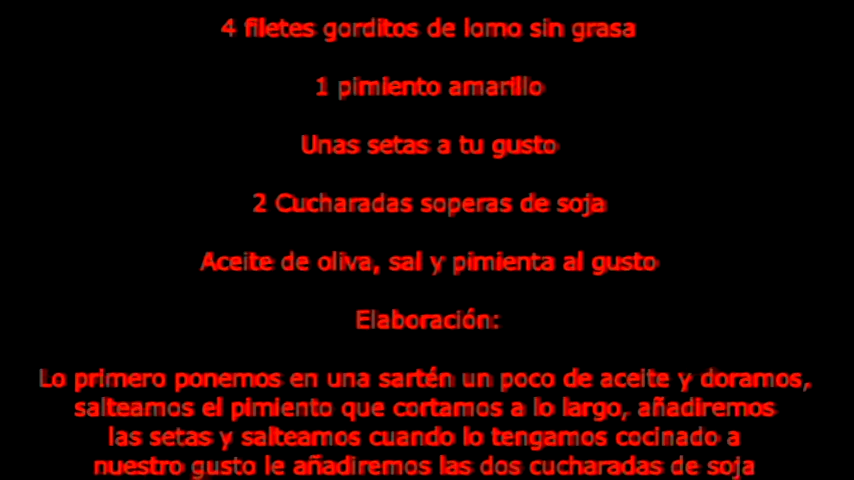 4 filetes gorditos de lomo sin grasa
1 pimiento amarillo
Unas setas a tu gusto
2 Cucharadas soperas de soja
Aceite de oliva, sal y pimienta al gusto
Elaboración:
Lo primero ponemos en una sartén un poco de aceite y doramos,
salteamos el pimiento que cortamos a lo largo, añadiremos
las setas y salteamos cuando lo tengamos cocinado a
nuestro gusto le añadiremos las dos cucharadas de soja